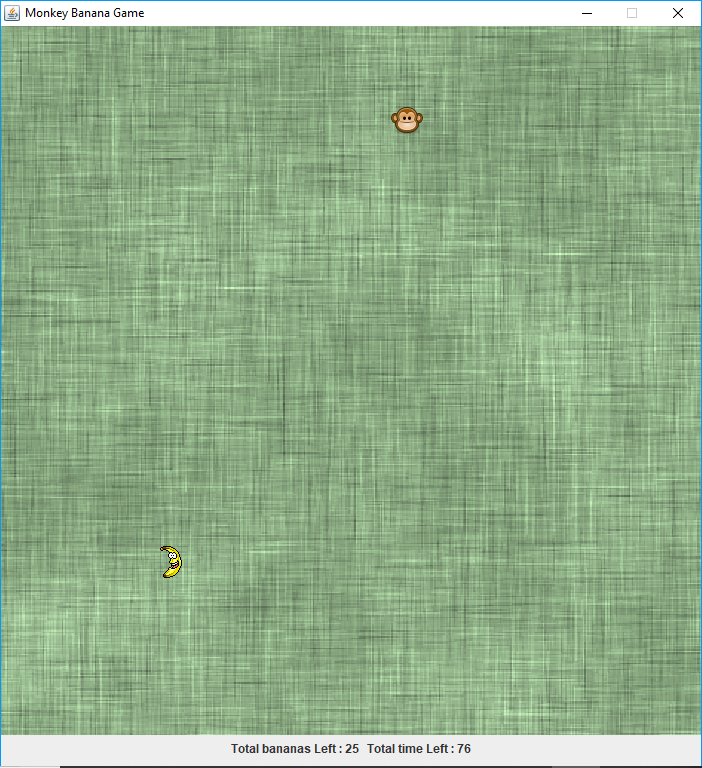 Monkey Banana Game
Total bananas Left : 25 Total time Left : 76